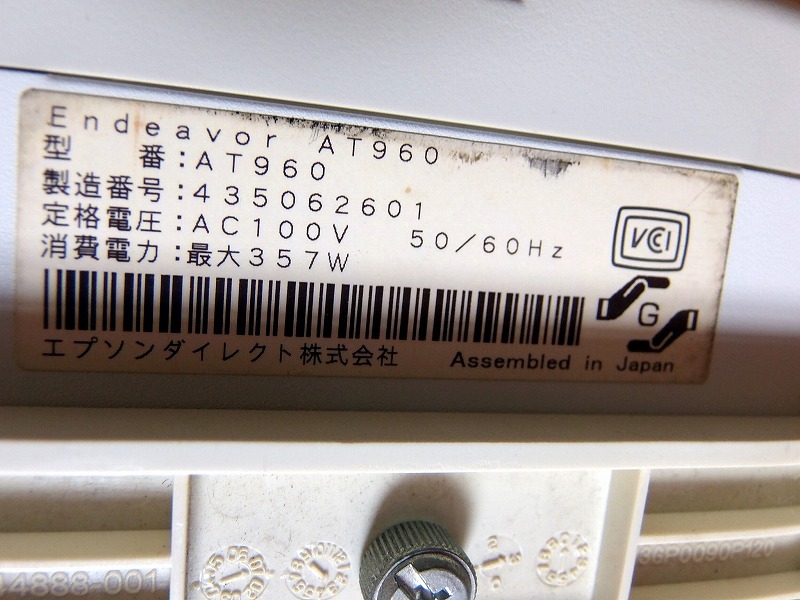 Endeavor AT960
型 番:AT960
製造番号:435062601
定格電圧:AC100V 50/60Hz
消費電力:最大357W
VCCI
G
エプソンダイレクト株式会社 Assembled in Japan
4888-001